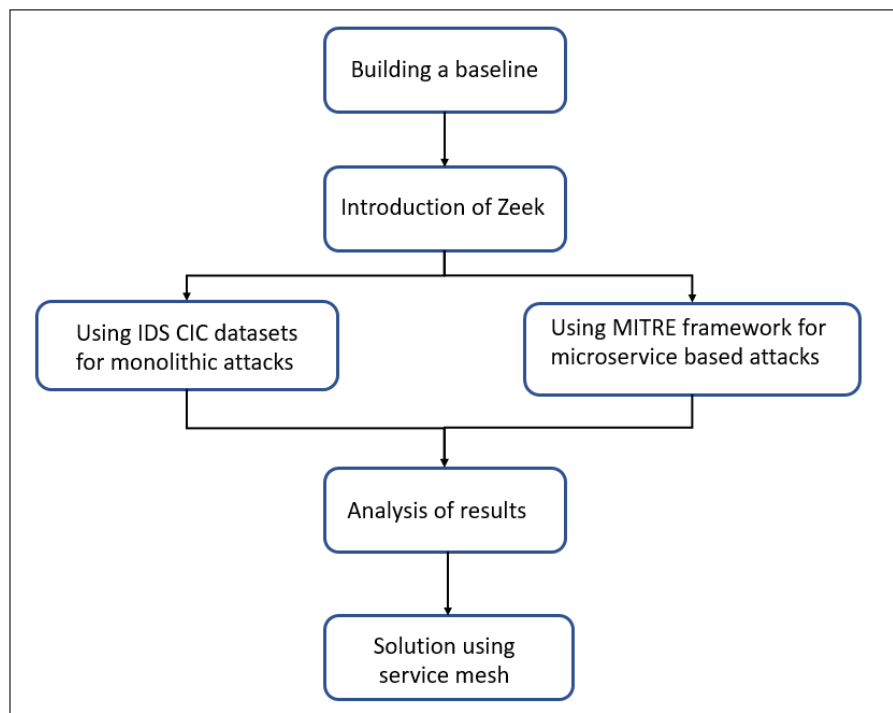 Building a baseline
Introduction of Zeek
Using IDS CIC datasets
for monolithic attacks
Using MITRE framework for
microservice based attacks
Analysis of results
Solution using
service mesh